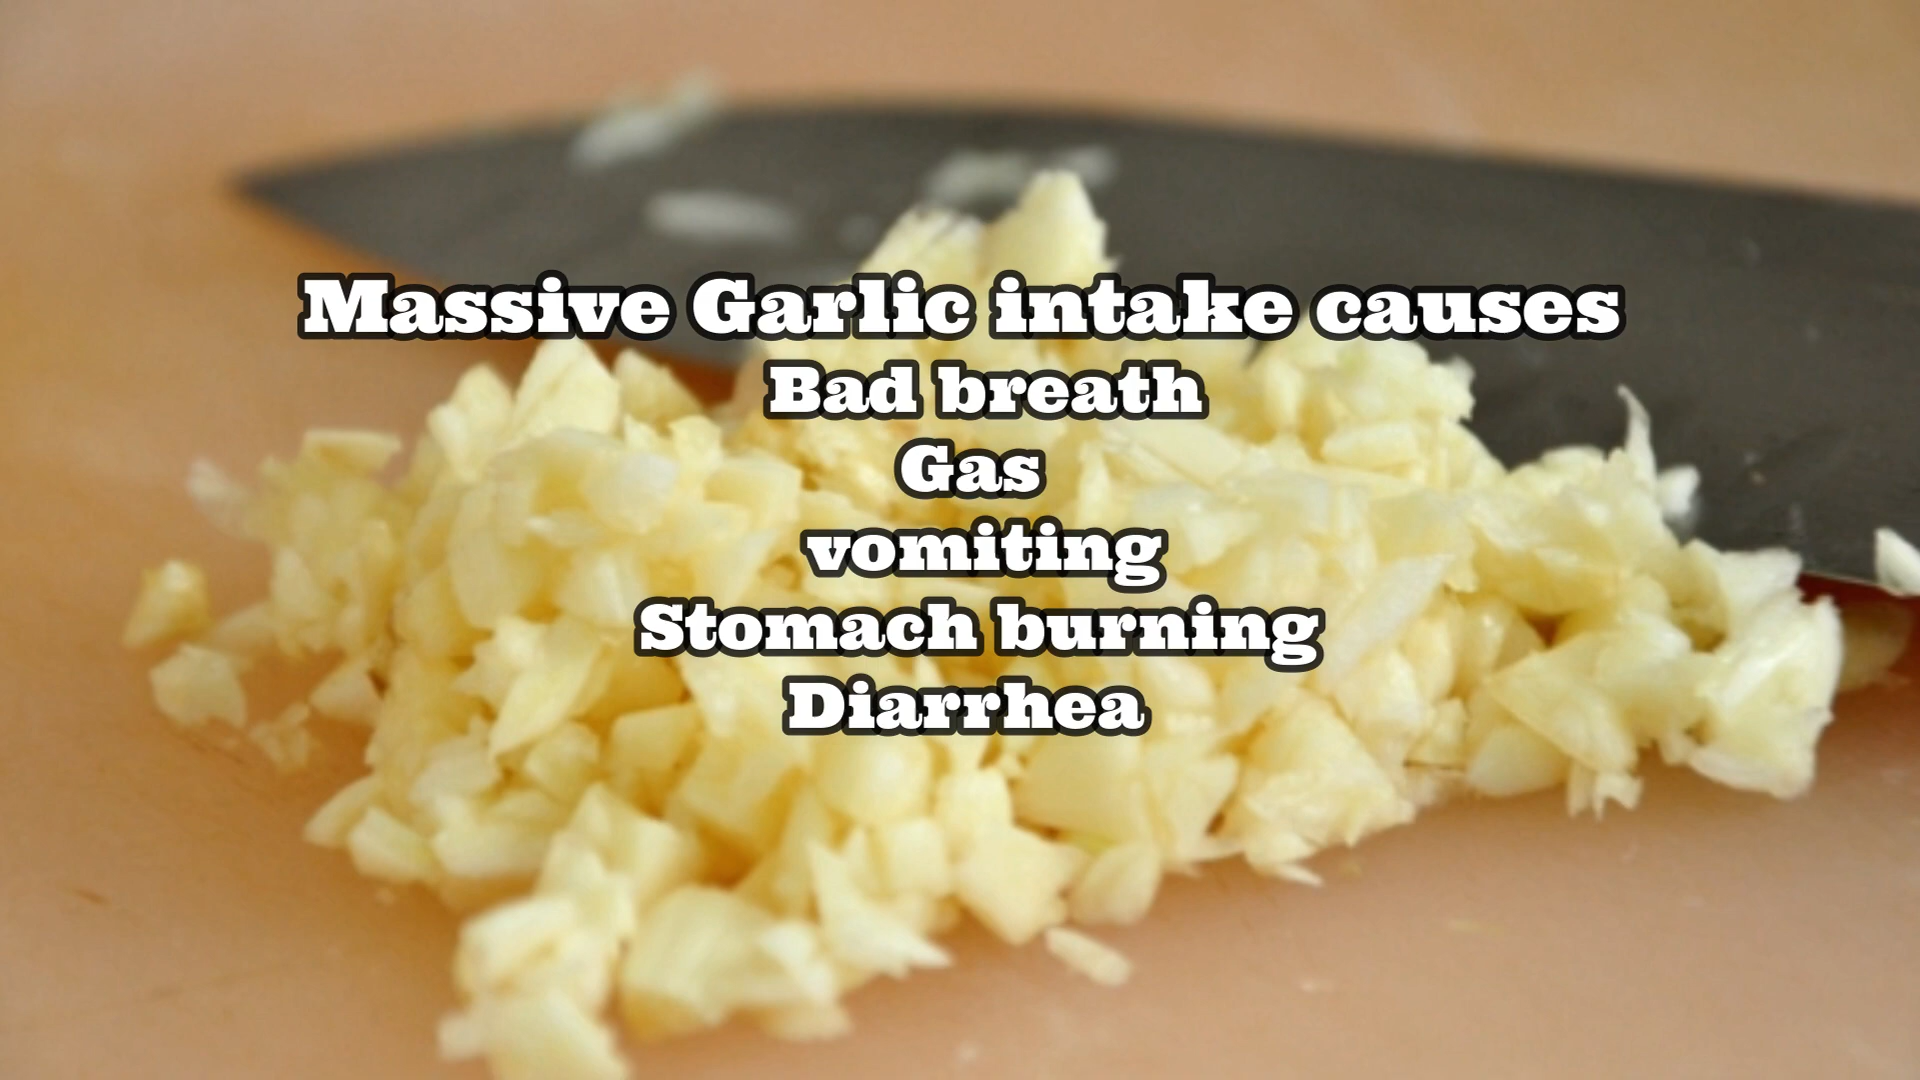 Massive Garlic intake causes
Bad breath
Gas
vomiting
Stomach burning
Diarrhea